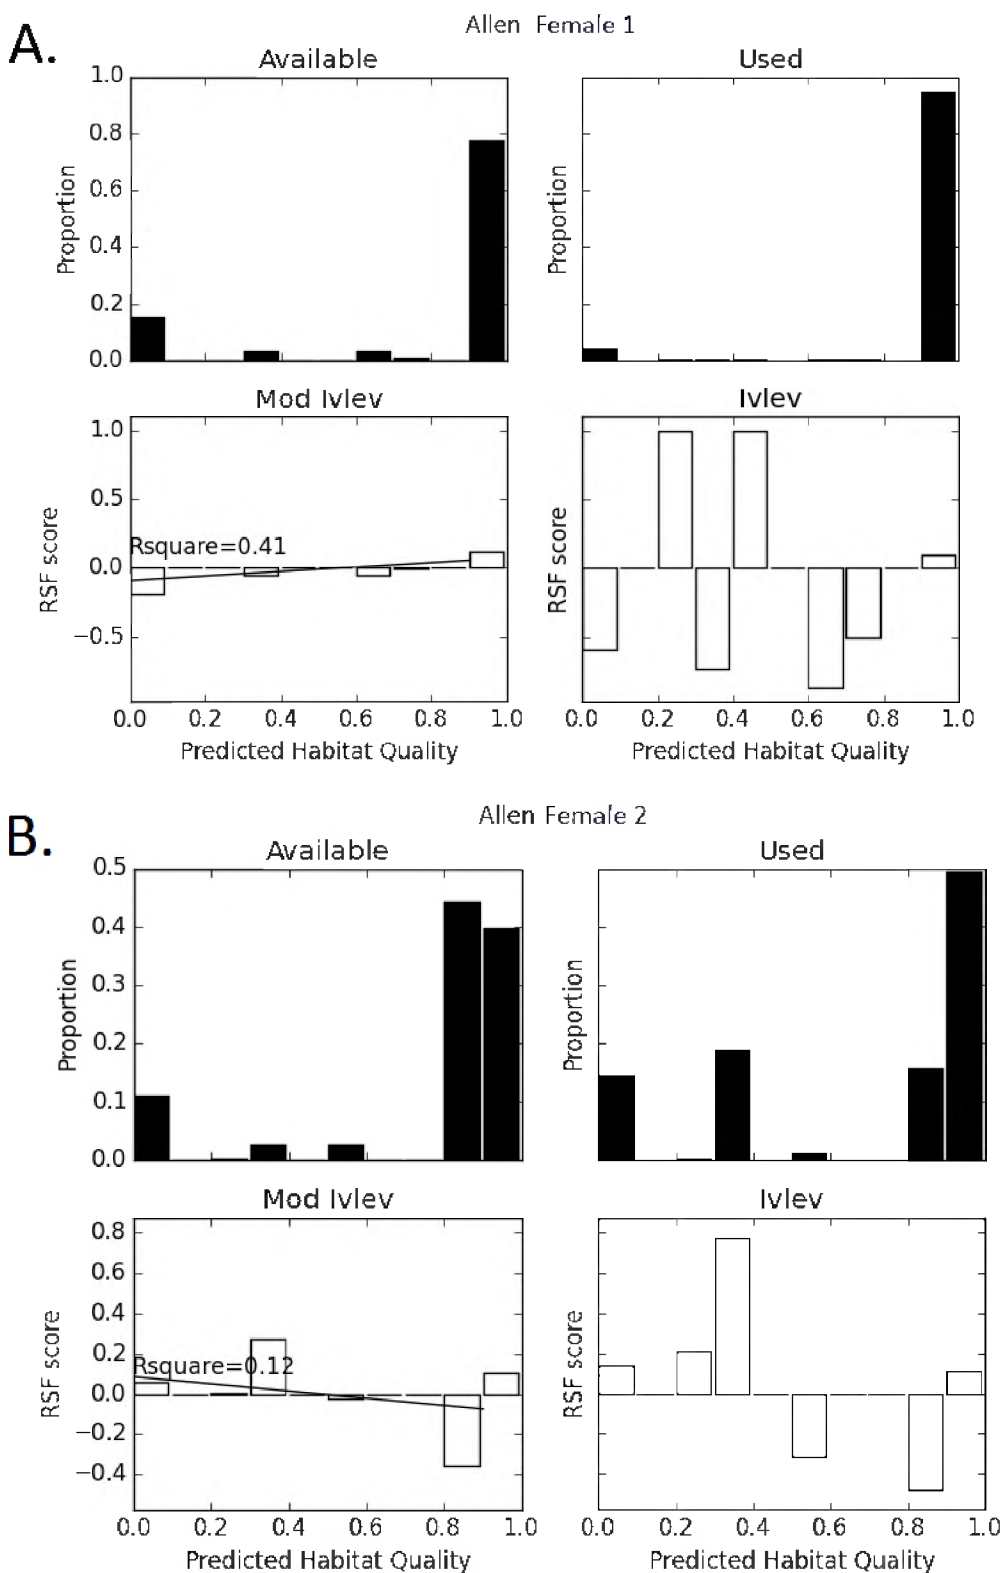 A.
Allen Female 1
Available
Used
1.0
0.8
0.6
0.4
0.2
0.0
Proportion
Proportion
Mod Ivlev
Ivlev
1.0
0.5
0.0
−0.5
RSF score
Rsquare=0.41
RSF score
0.0 0.2 0.4 0.6 0.8 1.0
0.0 0.2 0.4 0.6 0.8 1.0
Predicted Habitat Quality
Predicted Habitat Quality
B.
Allen Female 2
Available
Used
0.5
0.4
0.3
0.2
0.1
0.0
Proportion
Proportion
Mod Ivlev
Ivlev
0.8
0.6
0.4
0.2
0.0
−0.2
−0.4
RSF score
Rsquare=0.12
RSF score
0.0 0.2 0.4 0.6 0.8 1.0
0.0 0.2 0.4 0.6 0.8 1.0
Predicted Habitat Quality
Predicted Habitat Quality